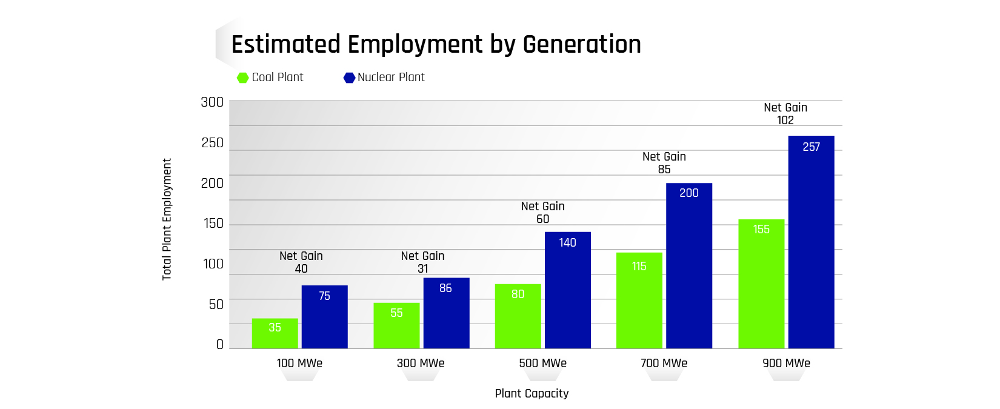 Estimated Employment by Generation
Coal Plant
Nuclear Plant
300
250
200
150
100
50
0
Total Plant Employment
Net Gain
40
35
75
Net Gain
31
55
86
Net Gain
60
80
140
Net Gain
85
115
200
Net Gain
102
155
257
100 MWe
300 MWe
500 MWe
700 MWe
900 MWe
Plant Capacity